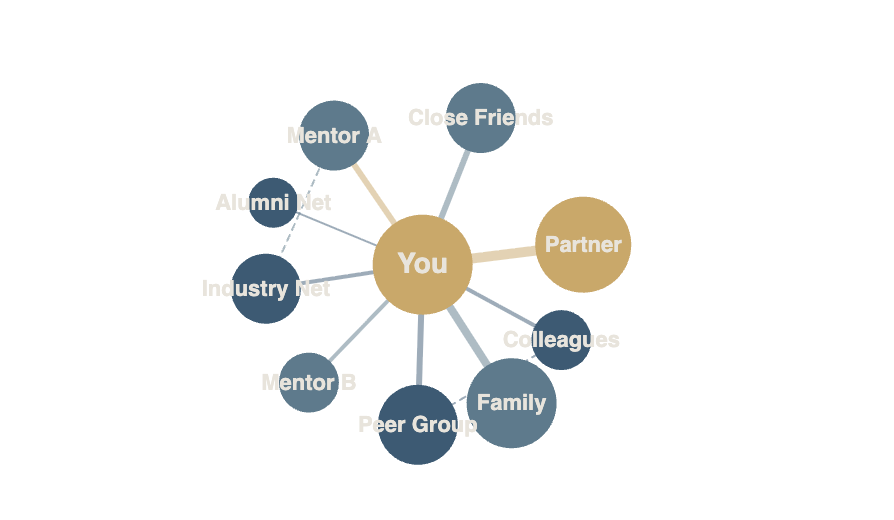 Close Friends
Mentor A
Alumni Net
Partner
You
Industry Net
Colleagues
Mentor B
Family
Peer Group